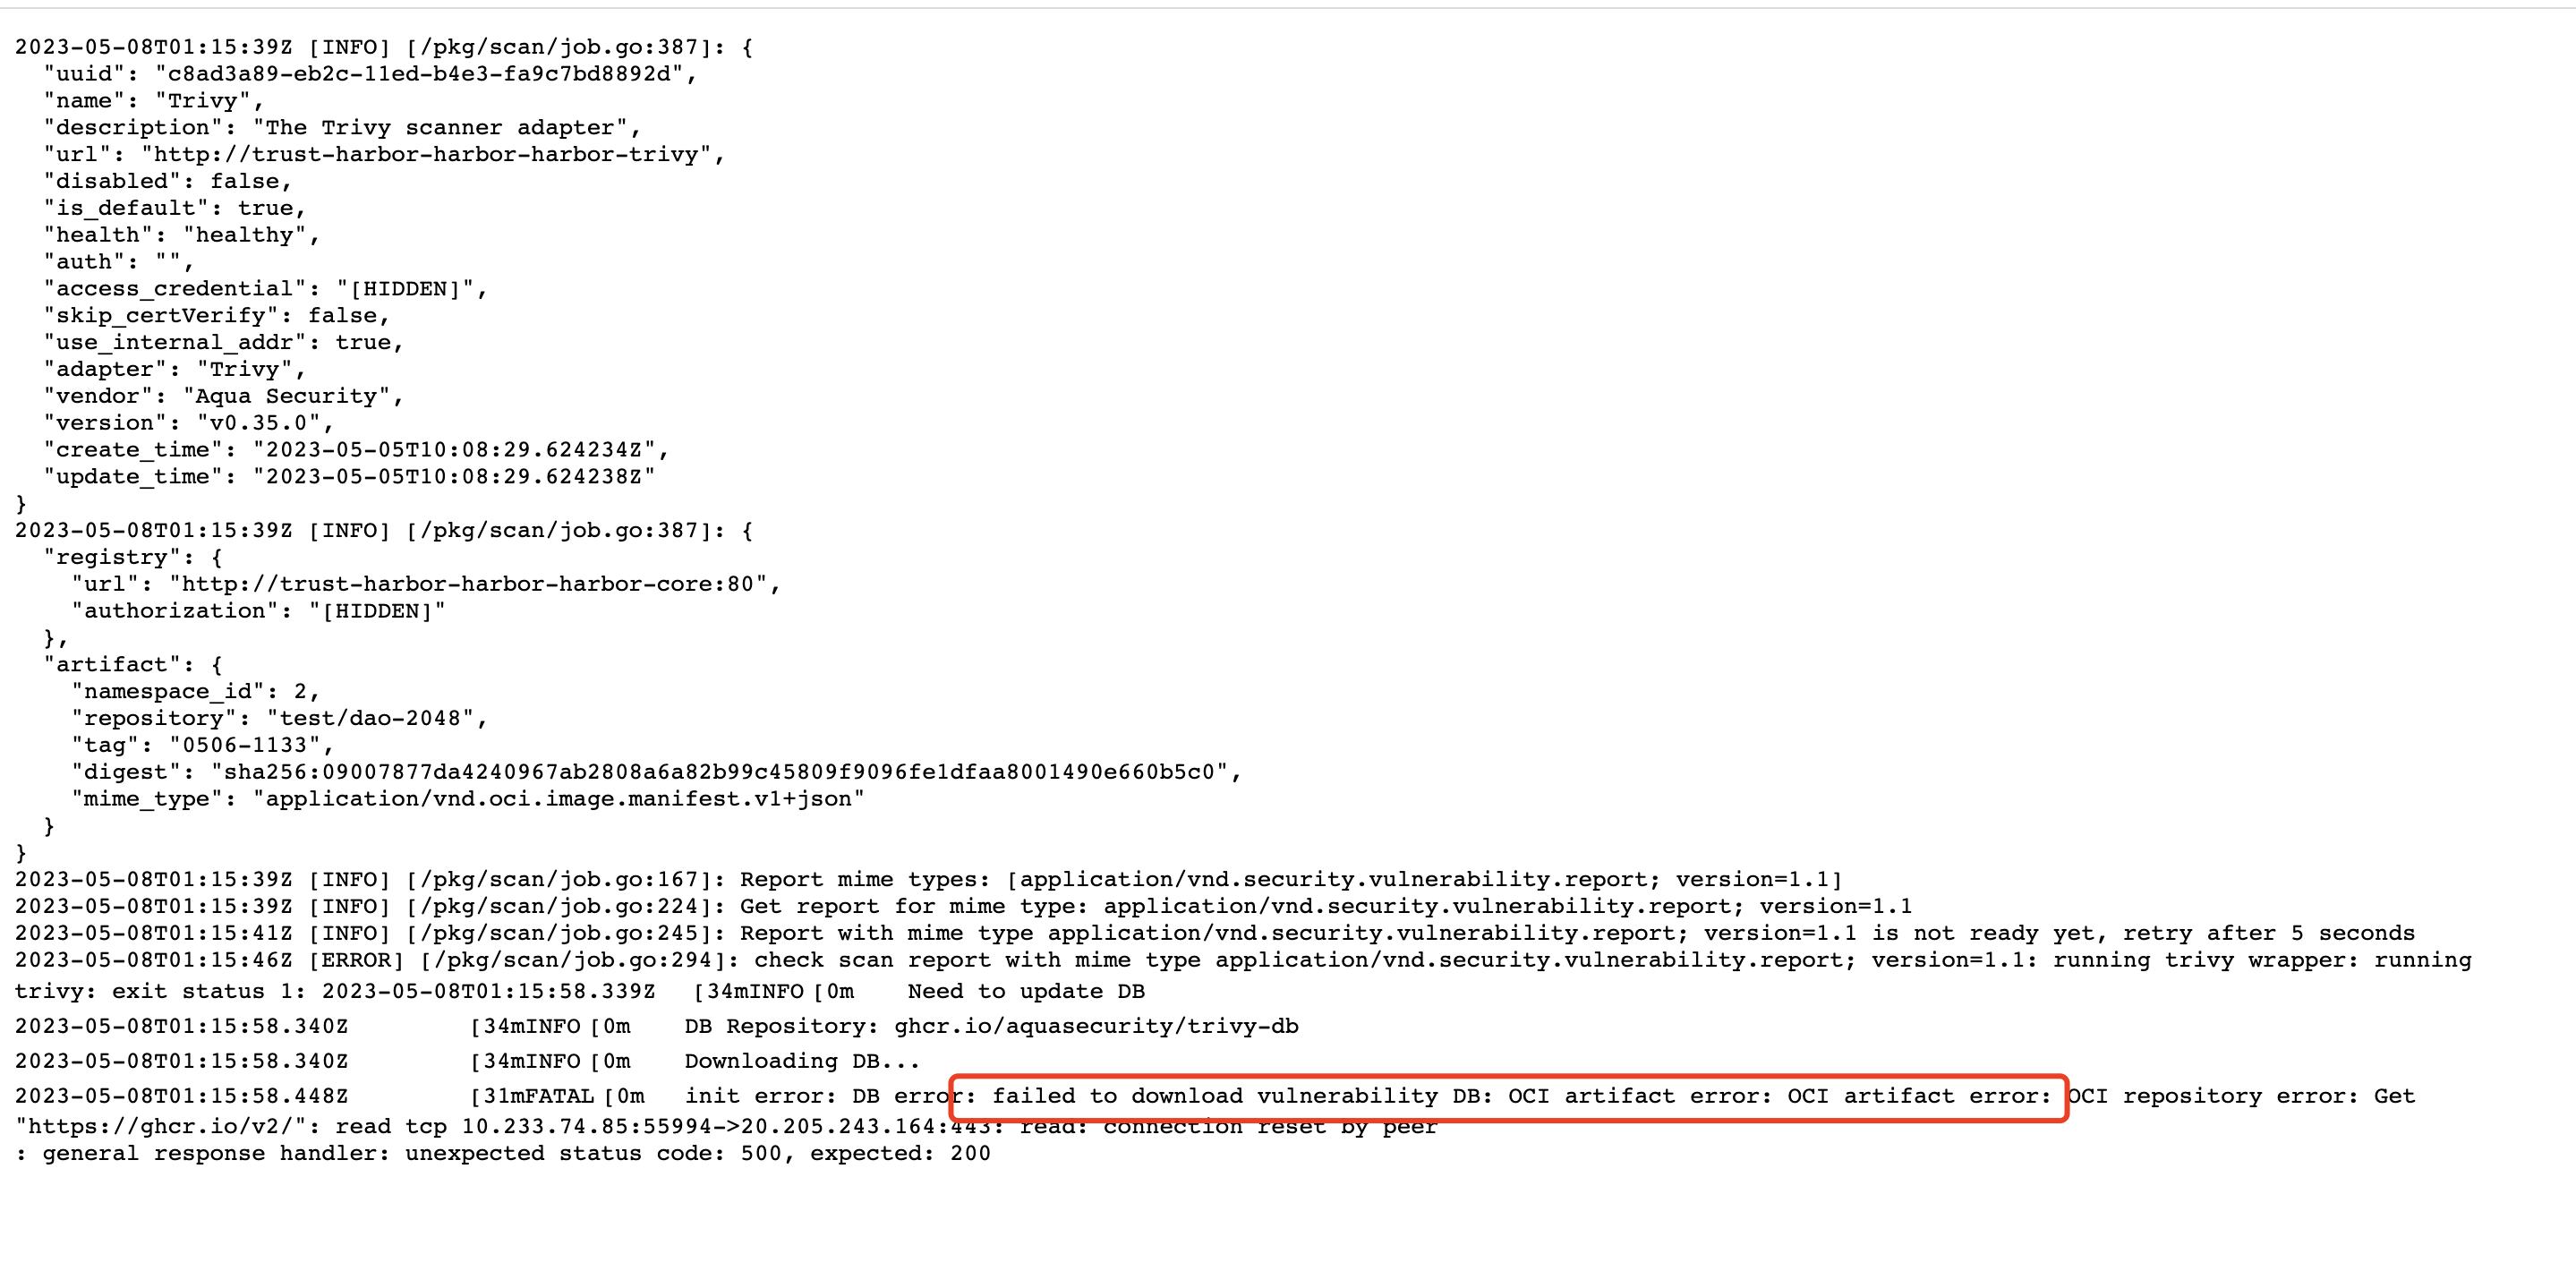 2023-05-08T01:15:39Z [INFO] [/pkg/scan/job.go:387]: {
  "uuid": "c8ad3a89-eb2c-11ed-b4e3-fa9c7bd8892d",
  "name": "Trivy",
  "description": "The Trivy scanner adapter",
  "url": "http://trust-harbor-harbor-harbor-trivy",
  "disabled": false,
  "is_default": true,
  "health": "healthy",
  "auth": "",
  "access_credential": "[HIDDEN]",
  "skip_certVerify": false,
  "use_internal_addr": true,
  "adapter": "Trivy",
  "vendor": "Aqua Security",
  "version": "v0.35.0",
  "create_time": "2023-05-05T10:08:29.624234Z",
  "update_time": "2023-05-05T10:08:29.624238Z"
}
2023-05-08T01:15:39Z [INFO] [/pkg/scan/job.go:387]: {
  "registry": {
    "url": "http://trust-harbor-harbor-harbor-core:80",
    "authorization": "[HIDDEN]"
  },
  "artifact": {
    "namespace_id": 2,
    "repository": "test/dao-2048",
    "tag": "0506-1133",
    "digest": "sha256:09007877da4240967ab2808a6a82b99c45809f9096fe1dfaa8001490e660b5c0",
    "mime_type": "application/vnd.oci.image.manifest.v1+json"
  }
}
2023-05-08T01:15:39Z [INFO] [/pkg/scan/job.go:167]: Report mime types: [application/vnd.security.vulnerability.report; version=1.1]
2023-05-08T01:15:39Z [INFO] [/pkg/scan/job.go:224]: Get report for mime type: application/vnd.security.vulnerability.report; version=1.1
2023-05-08T01:15:41Z [INFO] [/pkg/scan/job.go:245]: Report with mime type application/vnd.security.vulnerability.report; version=1.1 is not ready yet, retry after 5 seconds
2023-05-08T01:15:46Z [ERROR] [/pkg/scan/job.go:294]: check scan report with mime type application/vnd.security.vulnerability.report; version=1.1: running trivy wrapper: running
trivy: exit status 1: 2023-05-08T01:15:58.339Z [34mINFO [0m Need to update DB
2023-05-08T01:15:58.340Z [34mINFO [0m DB Repository: ghcr.io/aquasecurity/trivy-db
2023-05-08T01:15:58.340Z [34mINFO [0m Downloading DB...
2023-05-08T01:15:58.448Z [31mFATAL [0m init error: DB error: failed to download vulnerability DB: OCI artifact error: OCI artifact error: OCI repository error: Get
"https://ghcr.io/v2/": read tcp 10.233.74.85:55994->20.205.243.164:443: read: connection reset by peer
: general response handler: unexpected status code: 500, expected: 200